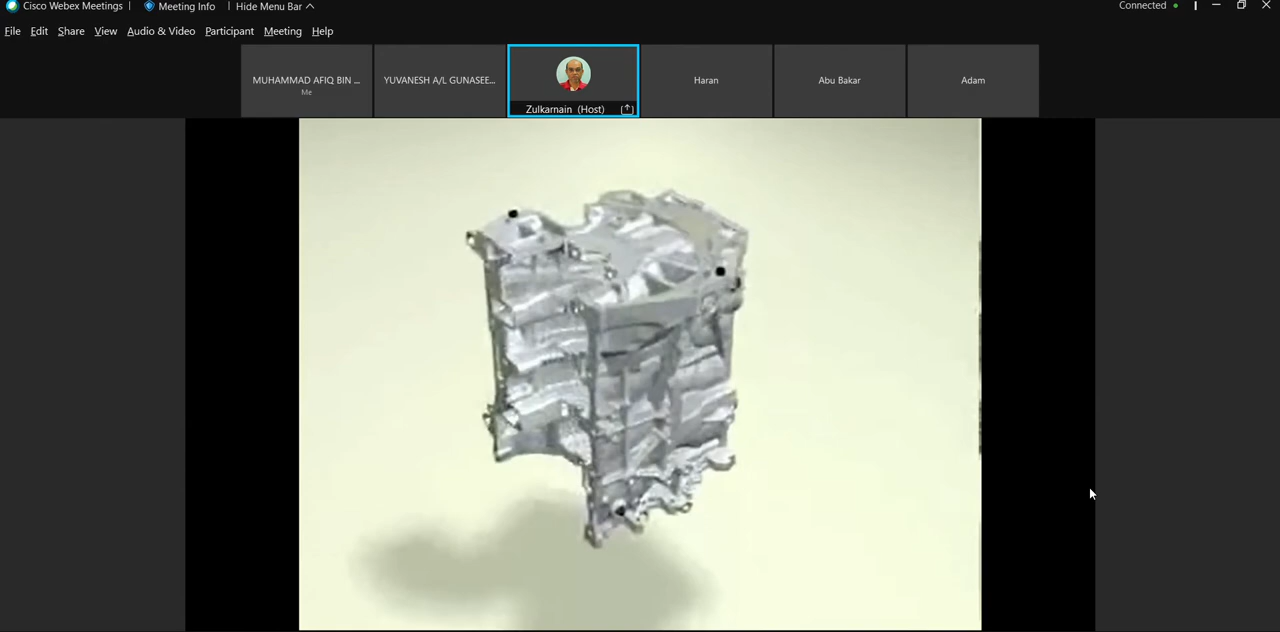 Cisco Webex Meetings | Meeting Info | Hide Menu Bar
Connected
File Edit Share View Audio & Video Participant Meeting Help
MUHAMMAD AFIQ BIN ...
Me
YUVANESH A/L GUNASEE...
Zulkarnain (Host)
Haran
Abu Bakar
Adam